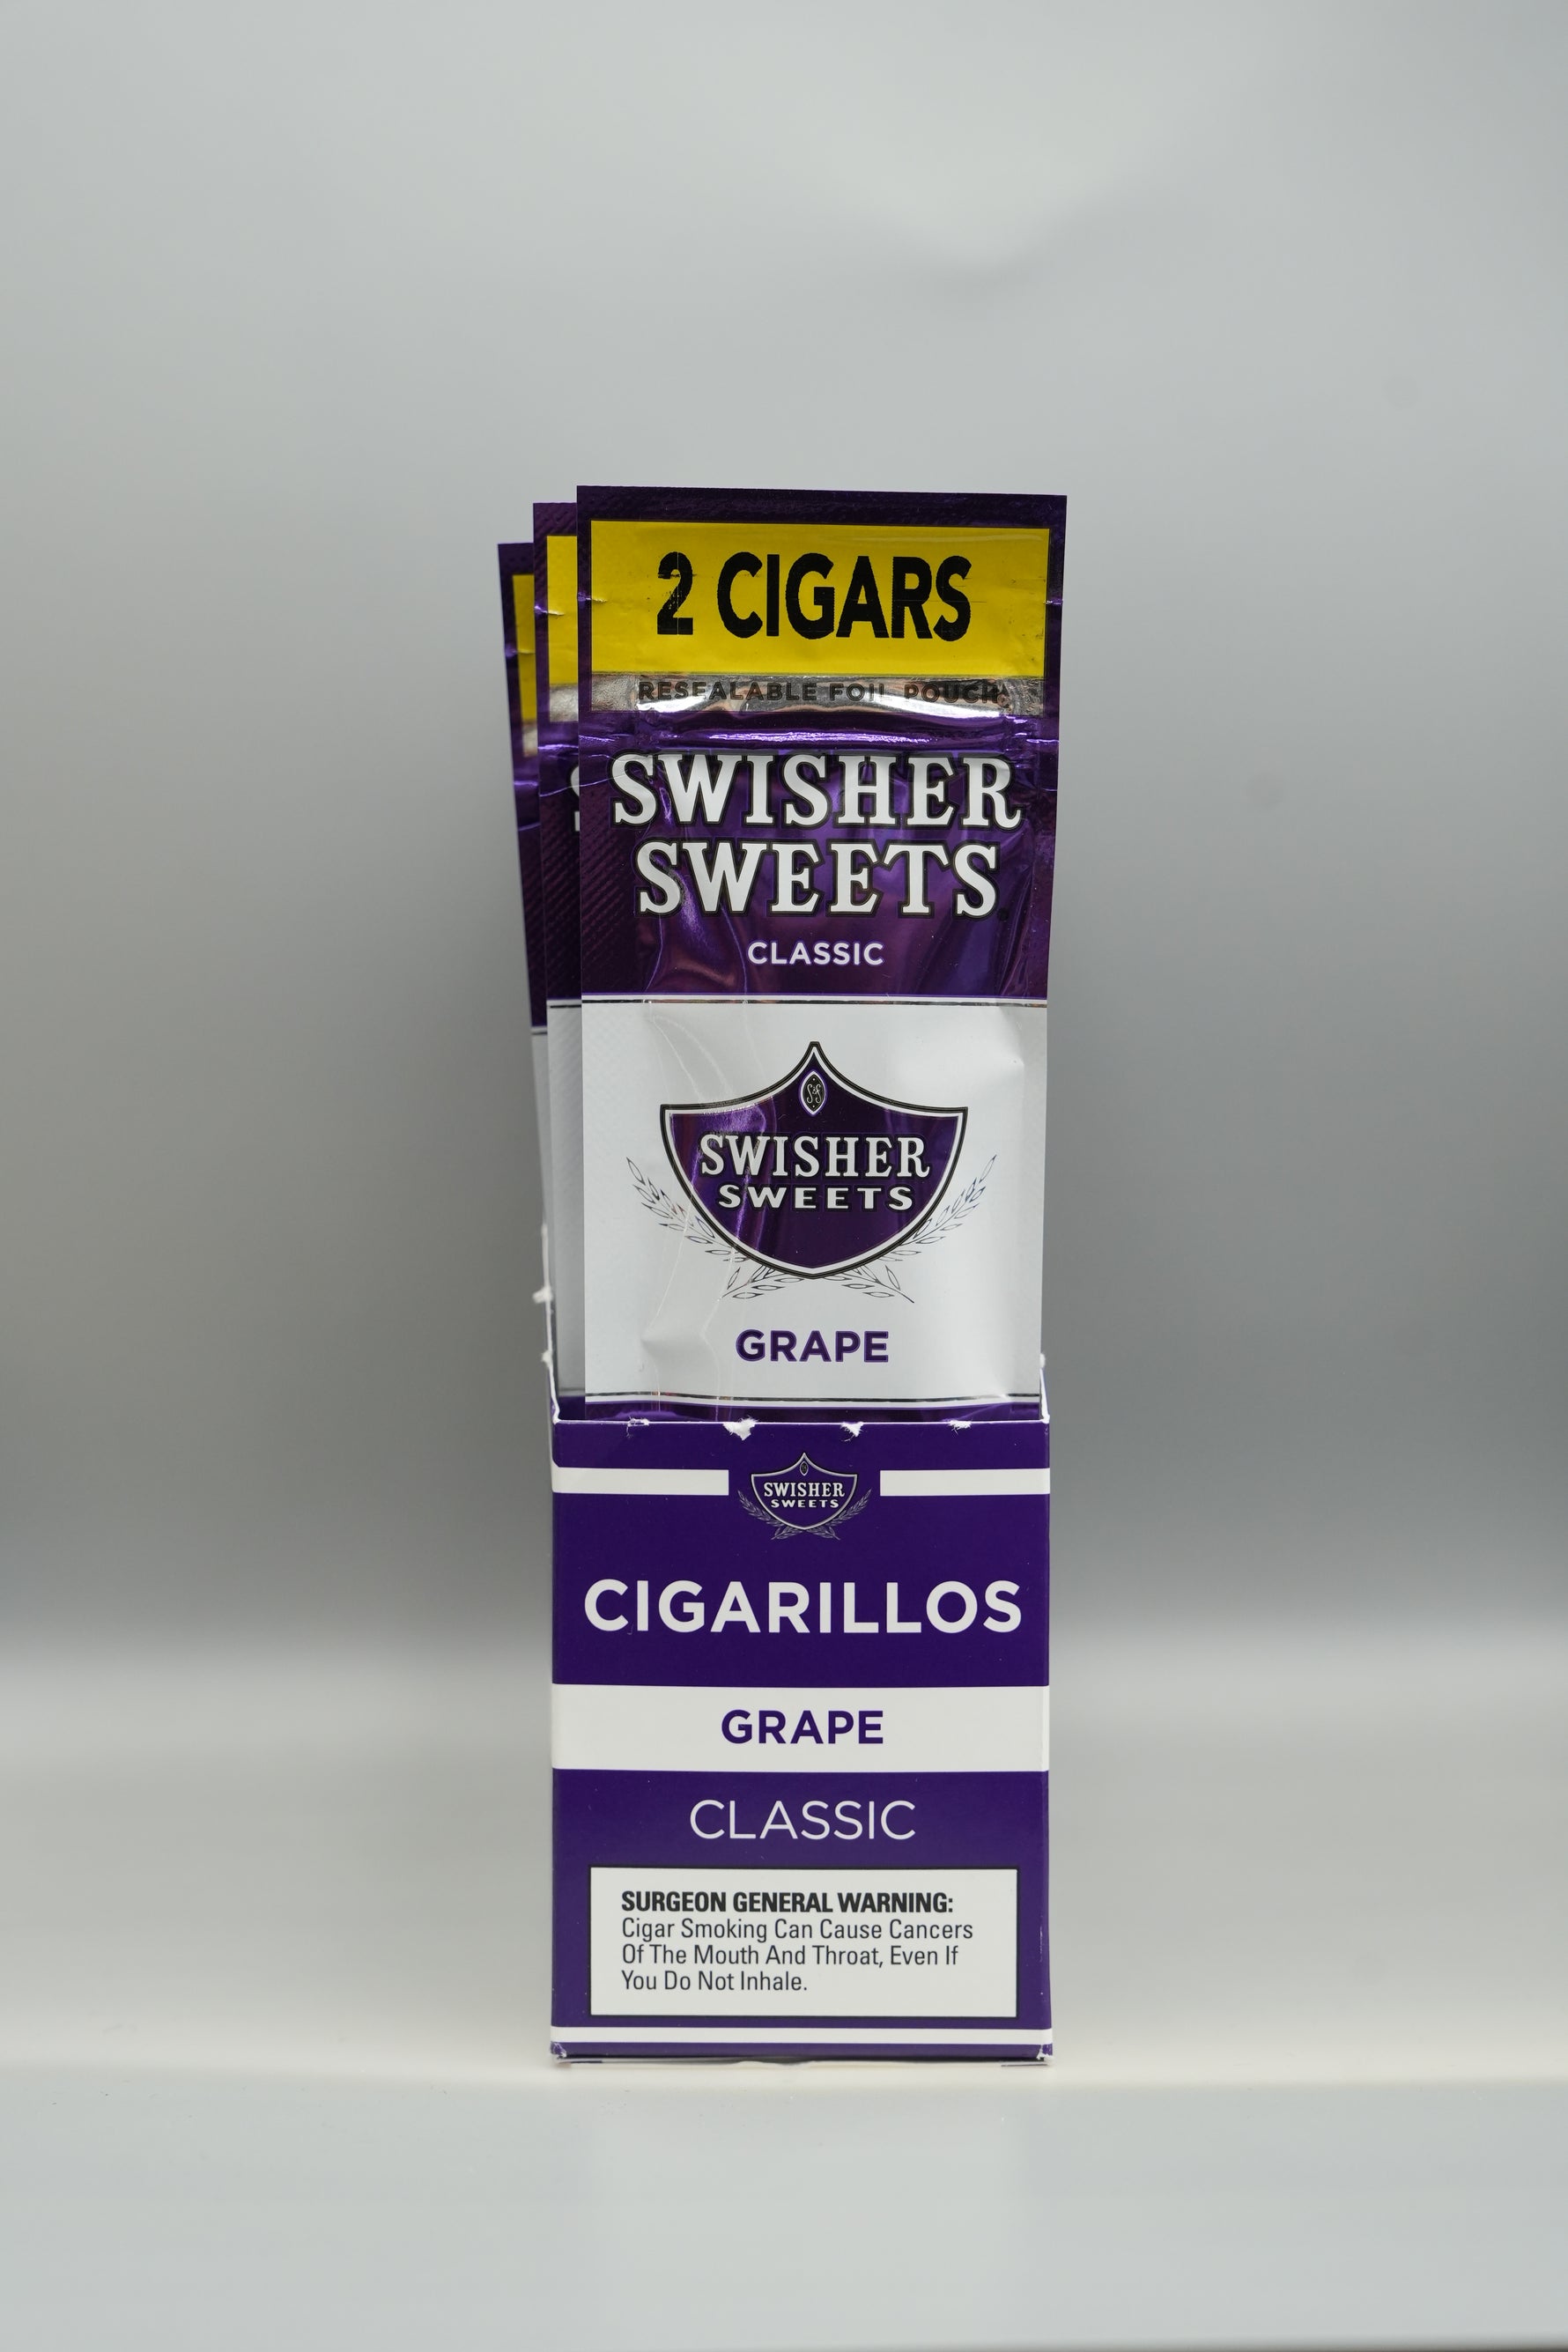 2 CIGARS
RESEALABLE FOIL POUCH
SWISHER
SWEETS
CLASSIC
SWISHER
SWEETS
GRAPE
SWISHER
SWEETS
CIGARILLOS
GRAPE
CLASSIC
SURGEON GENERAL WARNING:
Cigar Smoking Can Cause Cancers
Of The Mouth And Throat, Even If
You Do Not Inhale.